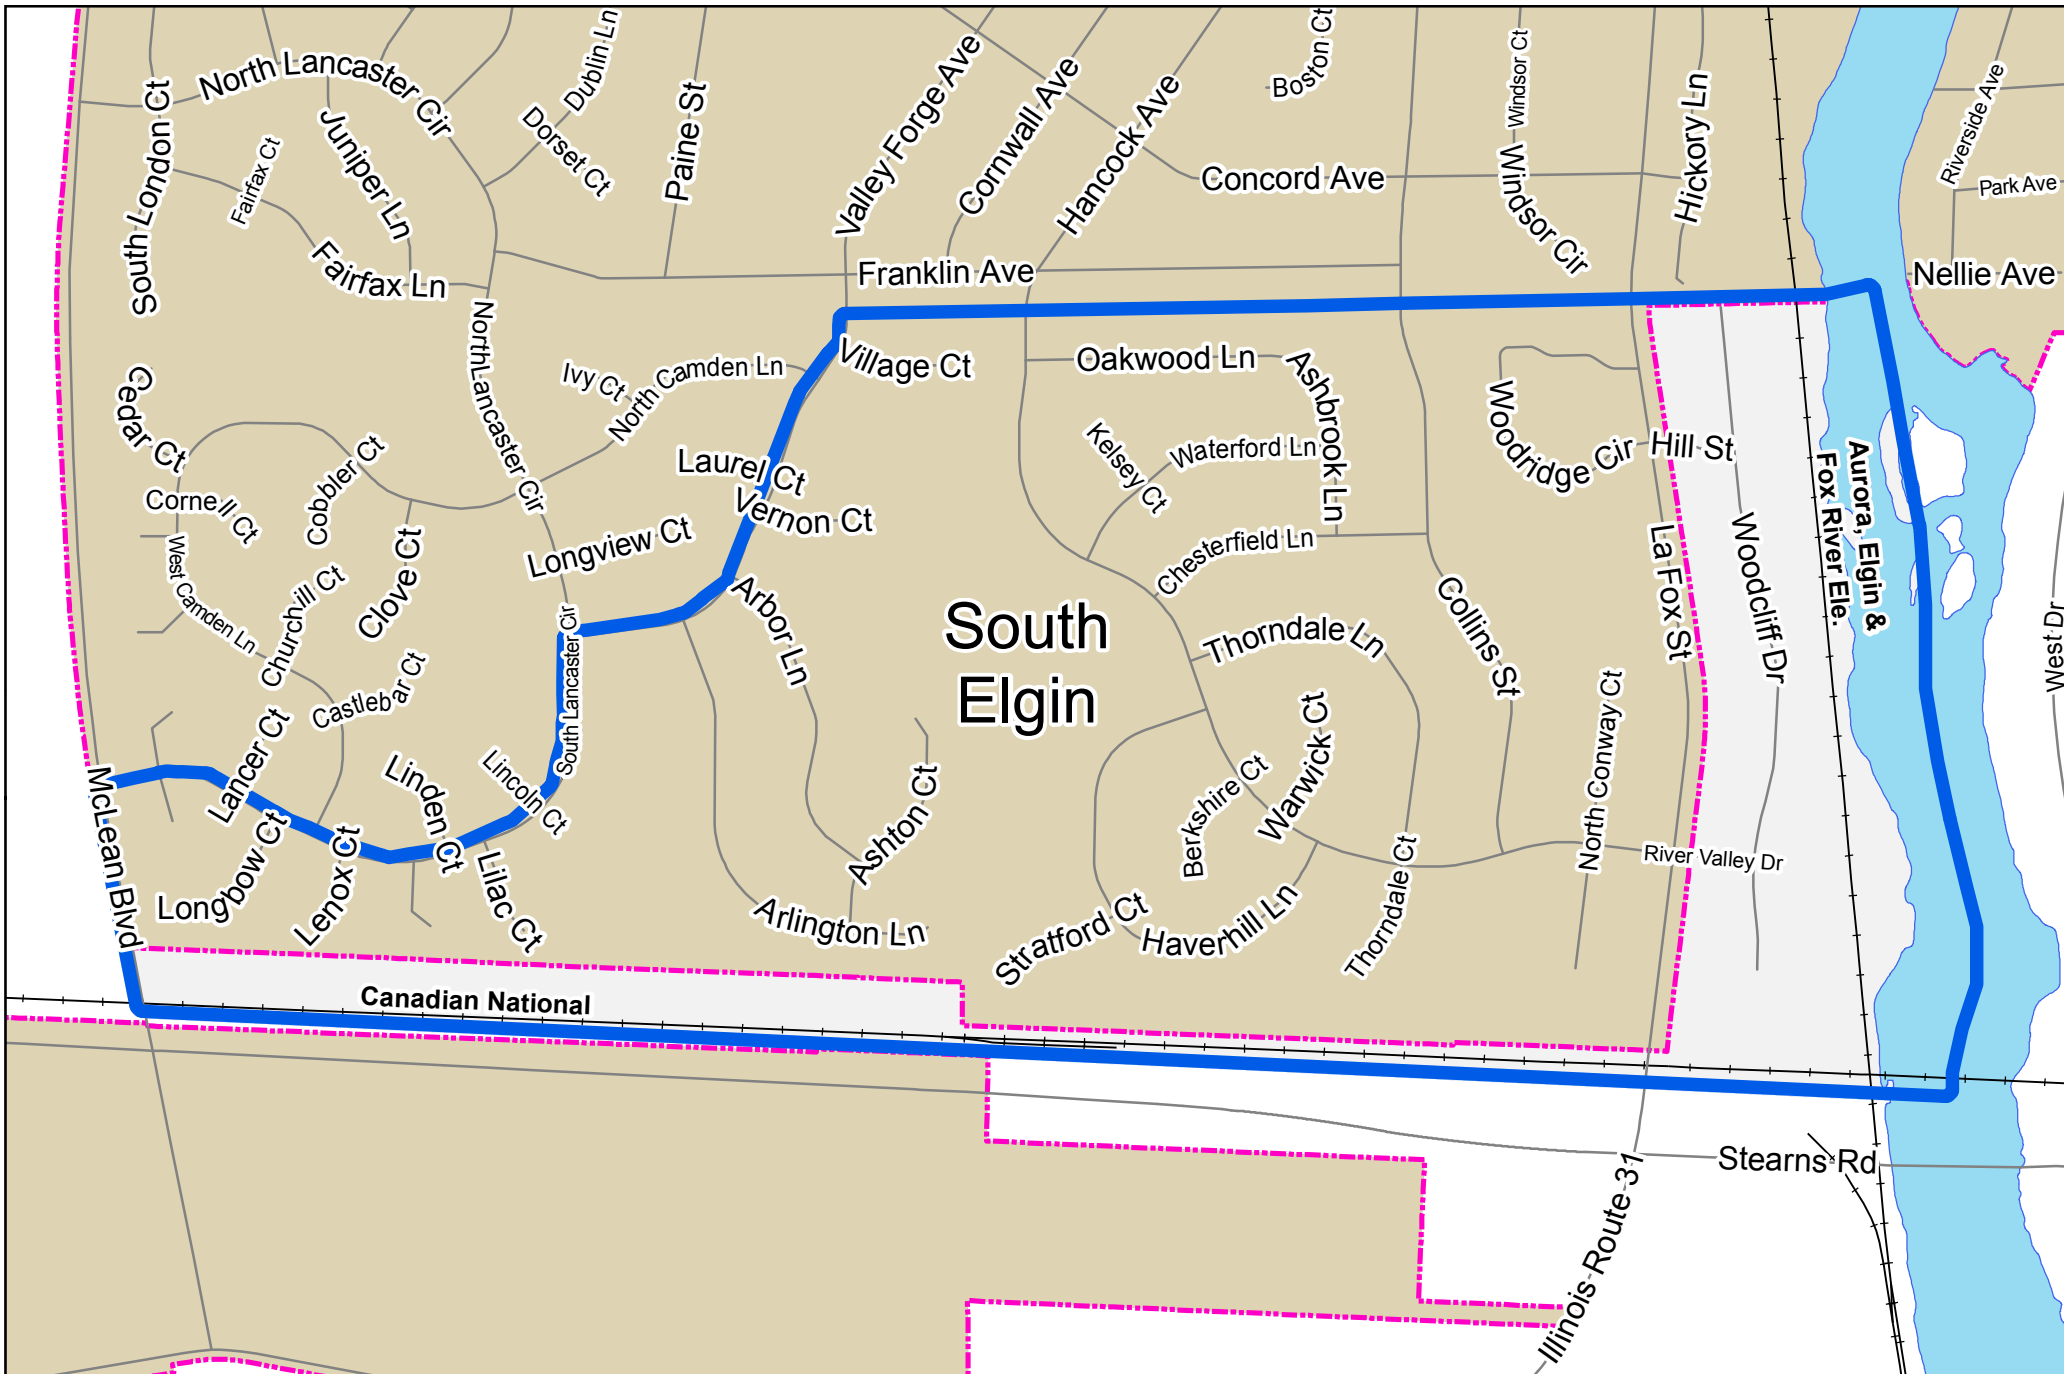 North Lancaster Cir
South London Ct
Fairfax Ct
Juniper Ln
Fairfax Ln
Dublin Ln
Dorset Ct
Paine St
Valley Forge Ave
Cornwall Ave
Hancock Ave
Boston Ct
Concord Ave
Windsor Ct
Windsor Cir
Hickory Ln
Riverside Ave
Park Ave
Nellie Ave
Franklin Ave
North Lancaster Cir
Village Ct
Ivy Ct
North Camden Ln
Cedar Ct
Cornell Ct
Cobbler Ct
West Camden Ln
Churchill Ct
Clove Ct
Castlebar Ct
Longview Ct
Laurel Ct
Vernon Ct
Arbor Ln
South Lancaster Cir
South
Elgin
Oakwood Ln
Ashbrook Ln
Kelsey Ct
Waterford Ln
Chesterfield Ln
Woodridge Cir
Hill St
La Fox St
Woodcliff Dr
Aurora, Elgin &
Fox River Ele.
West Dr
Collins St
Thorndale Ln
Warwick Ct
Berkshire Ct
North Conway Ct
River Valley Dr
Thorndale Ct
Haverhill Ln
Stratford Ct
Ashton Ct
Arlington Ln
Lancer Ct
Longbow Ct
Lenox Ct
Linden Ct
Lincoln Ct
Lilac Ct
McLean Blvd
Canadian National
Stearns Rd
Illinois Route 31